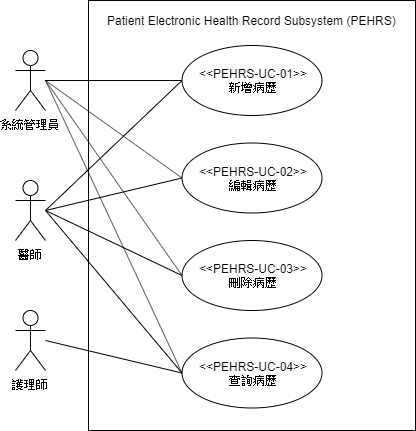 Patient Electronic Health Record Subsystem (PEHRS)
<<PEHRS-UC-01>>
新增病歷
系統管理員
<<PEHRS-UC-02>>
編輯病歷
醫師
<<PEHRS-UC-03>>
刪除病歷
<<PEHRS-UC-04>>
查詢病歷
護理師